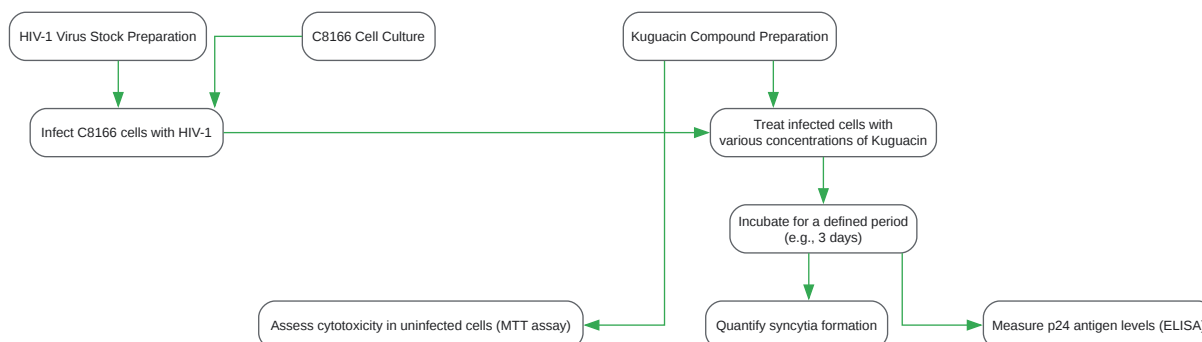 HIV-1 Virus Stock Preparation
C8166 Cell Culture
Kuguacin Compound Preparation
Infect C8166 cells with HIV-1
Treat infected cells with
various concentrations of Kuguacin
Incubate for a defined period
(e.g., 3 days)
Assess cytotoxicity in uninfected cells (MTT assay)
Quantify syncytia formation
Measure p24 antigen levels (ELISA)